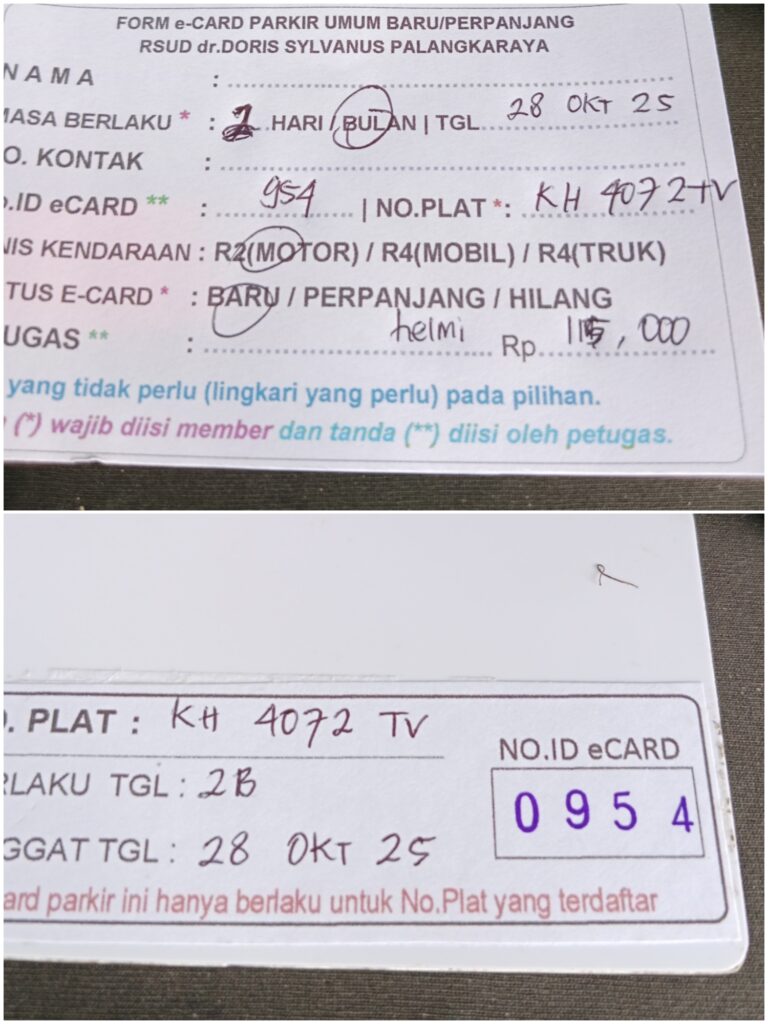 FORM e-CARD PARKIR UMUM BARU/PERPANJANG
RSUD dr.DORIS SYLVANUS PALANGKARAYA
NAMA :
MASA BERLAKU * : HARI / BULAN | TGL 28 OKT 25
O. KONTAK :
.ID eCARD ** : 954 | NO.PLAT *: KH 4072 TV
NIS KENDARAAN : R2(MOTOR) / R4(MOBIL) / R4(TRUK)
TUS E-CARD * : BARU / PERPANJANG / HILANG
UGAS ** : helmi Rp. 115,000
yang tidak perlu (lingkari yang perlu) pada pilihan.
(*) wajib diisi member dan tanda (**) diisi oleh petugas.
. PLAT : KH 4072 TV
NO.ID eCARD
RLAKU TGL : 2B
0954
GGAT TGL : 28 OKT 25
ard parkir ini hanya berlaku untuk No.Plat yang terdaftar